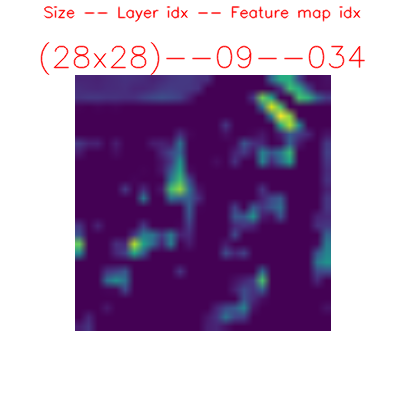 Size -- Layer idx -- Feature map idx
(28x28)--09--034